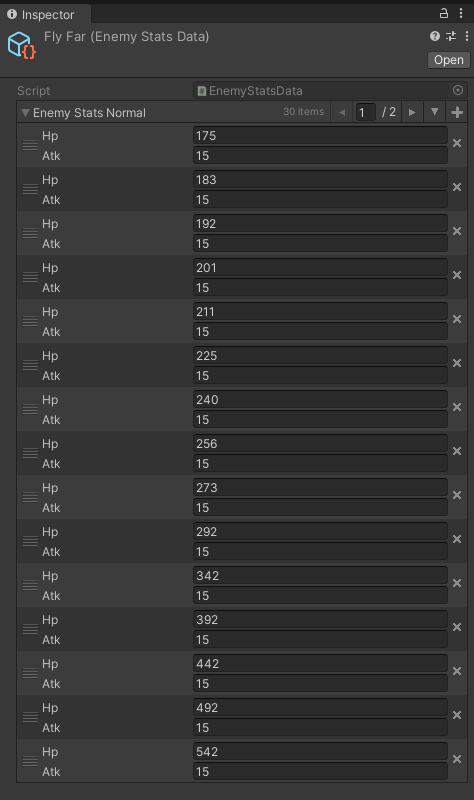 Inspector
Fly Far (Enemy Stats Data)
Open
Script EnemyStatsData
Enemy Stats Normal 30 items 1 / 2
Hp 175
Atk 15
Hp 183
Atk 15
Hp 192
Atk 15
Hp 201
Atk 15
Hp 211
Atk 15
Hp 225
Atk 15
Hp 240
Atk 15
Hp 256
Atk 15
Hp 273
Atk 15
Hp 292
Atk 15
Hp 342
Atk 15
Hp 392
Atk 15
Hp 442
Atk 15
Hp 492
Atk 15
Hp 542
Atk 15